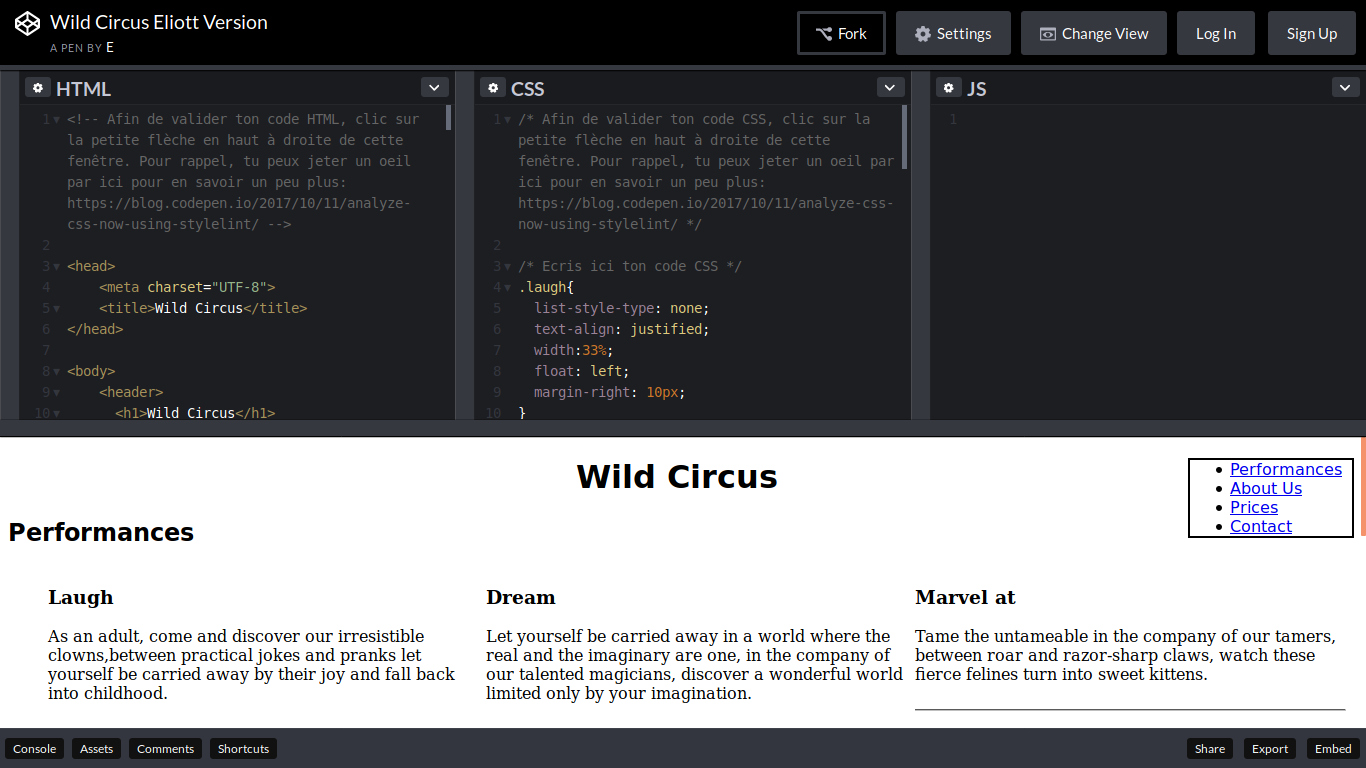 Wild Circus Eliott Version
A PEN BY E
Fork
Settings
Change View
Log In
Sign Up
HTML
1 <!-- Afin de valider ton code HTML, clic sur
la petite flèche en haut à droite de cette
fenêtre. Pour rappel, tu peux jeter un oeil
par ici pour en savoir un peu plus:
https://blog.codepen.io/2017/10/11/analyze-
css-now-using-stylelint/ -->
2
3 <head>
4 <meta charset="UTF-8">
5 <title>Wild Circus</title>
6 </head>
7
8 <body>
9 <header>
10 <h1>Wild Circus</h1>
CSS
1 /* Afin de valider ton code CSS, clic sur la
petite flèche en haut à droite de cette
fenêtre. Pour rappel, tu peux jeter un oeil par
ici pour en savoir un peu plus:
https://blog.codepen.io/2017/10/11/analyze-css-
now-using-stylelint/ */
2
3 /* Ecris ici ton code CSS */
4 .laugh{
5 list-style-type: none;
6 text-align: justified;
7 width:33%;
8 float: left;
9 margin-right: 10px;
10 }
JS
1
Wild Circus
Performances
About Us
Prices
Contact
Performances
Laugh
As an adult, come and discover our irresistible
clowns,between practical jokes and pranks let
yourself be carried away by their joy and fall back
into childhood.
Dream
Let yourself be carried away in a world where the
real and the imaginary are one, in the company of
our talented magicians, discover a wonderful world
limited only by your imagination.
Marvel at
Tame the untameable in the company of our tamers,
between roar and razor-sharp claws, watch these
fierce felines turn into sweet kittens.
Console
Assets
Comments
Shortcuts
Share
Export
Embed